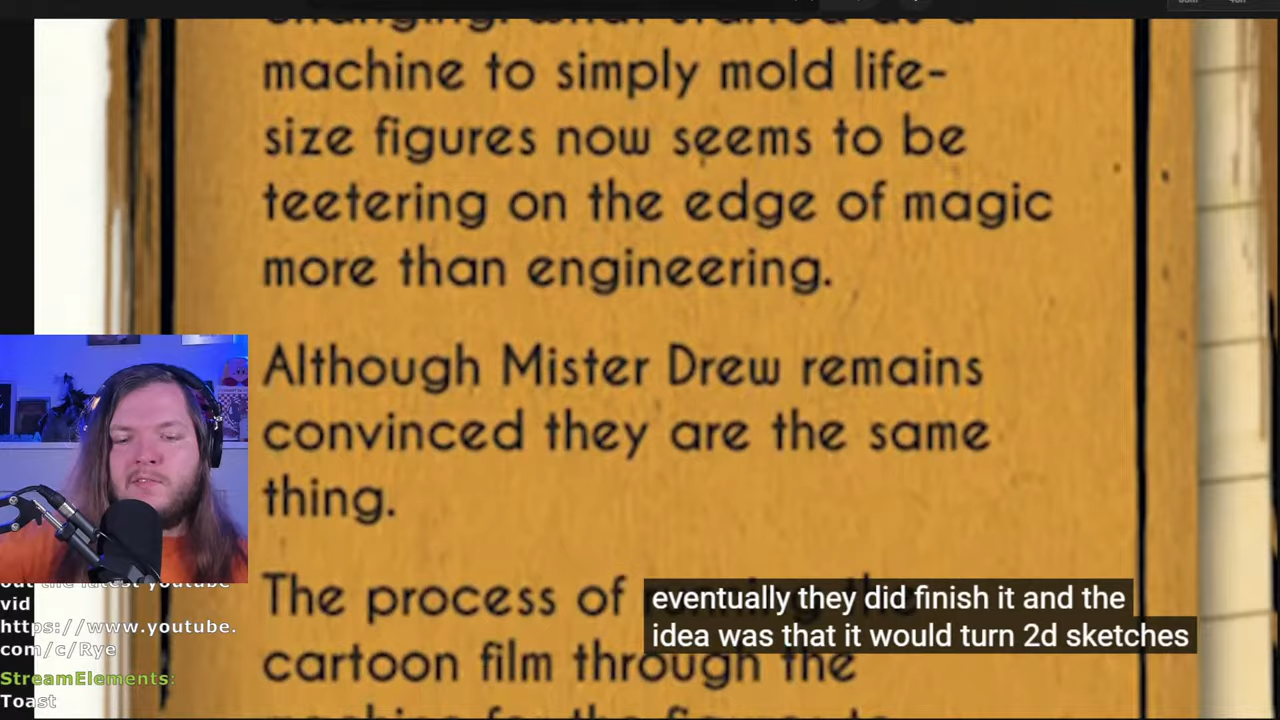 machine to simply mold life-
size figures now seems to be
teetering on the edge of magic
more than engineering.
Although Mister Drew remains
convinced they are the same
thing.
The process of
cartoon film through the
eventually they did finish it and the
idea was that it would turn 2d sketches
vid
https://www.youtube.
com/c/Rye
StreamElements:
Toast